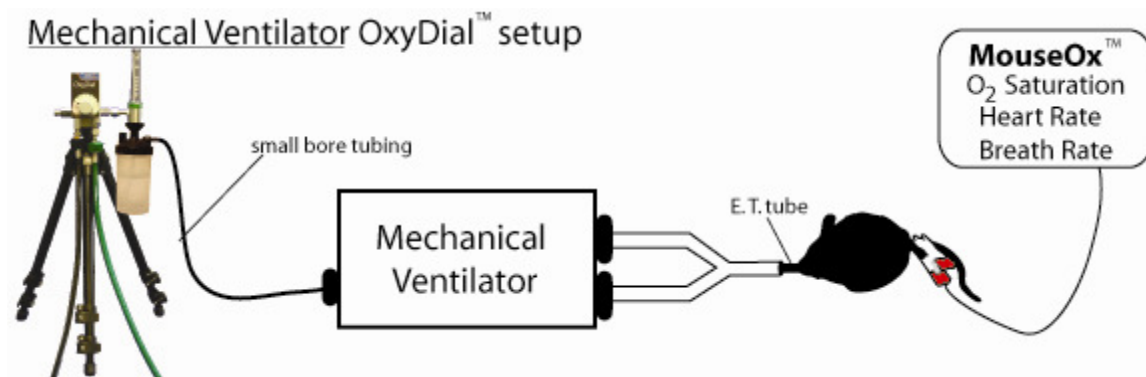 Mechanical Ventilator OxyDial™ setup
small bore tubing
Mechanical
Ventilator
E.T. tube
MouseOx™
O₂ Saturation
Heart Rate
Breath Rate